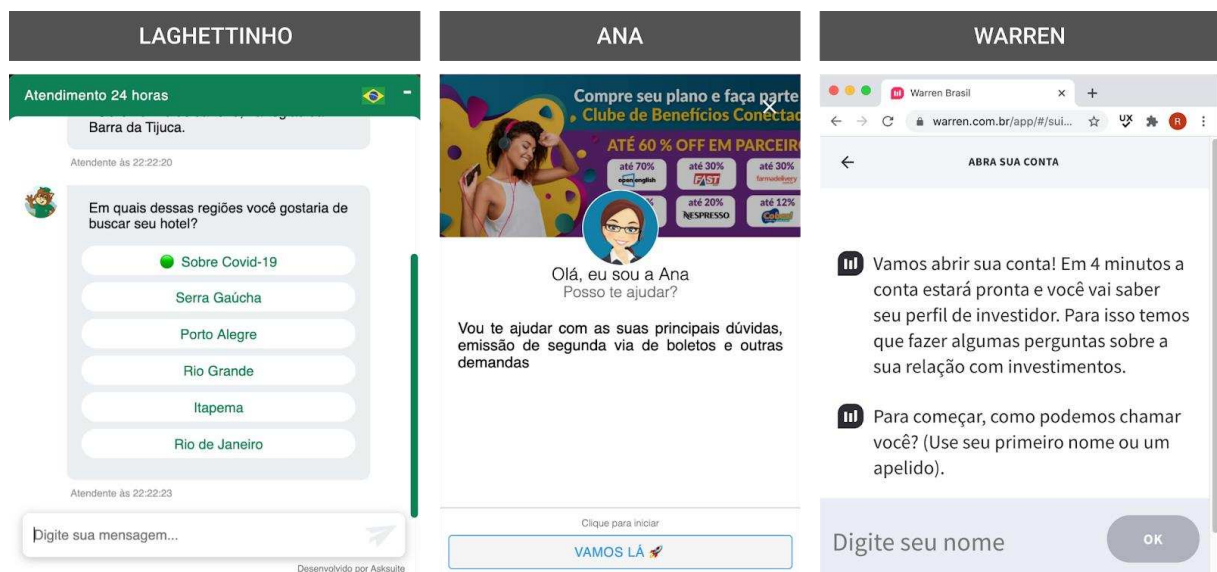 LAGHETTINHO
Atendimento 24 horas
Barra da Tijuca.
Atendente às 22:22:20
Em quais dessas regiões você gostaria de
buscar seu hotel?
Sobre Covid-19
Serra Gaúcha
Porto Alegre
Rio Grande
Itapema
Rio de Janeiro
Atendente às 22:22:23
Digite sua mensagem...
Desenvolvido por Asksuite
ANA
Compre seu plano e faça parte
Clube de Benefícios Conectad
ATÉ 60 % OFF EM PARCEIR
até 70%
open english
até 30%
FAST
até 30%
farmadelivery
até 20%
NESPRESSO
até 12%
Olá, eu sou a Ana
Posso te ajudar?
Vou te ajudar com as suas principais dúvidas,
emissão de segunda via de boletos e outras
demandas
Clique para iniciar
VAMOS LÁ 🚀
WARREN
Warren Brasil
warren.com.br/app/#/sui...
UX
R
ABRA SUA CONTA
Vamos abrir sua conta! Em 4 minutos a
conta estará pronta e você vai saber
seu perfil de investidor. Para isso temos
que fazer algumas perguntas sobre a
sua relação com investimentos.
Para começar, como podemos chamar
você? (Use seu primeiro nome ou um
apelido).
Digite seu nome
OK